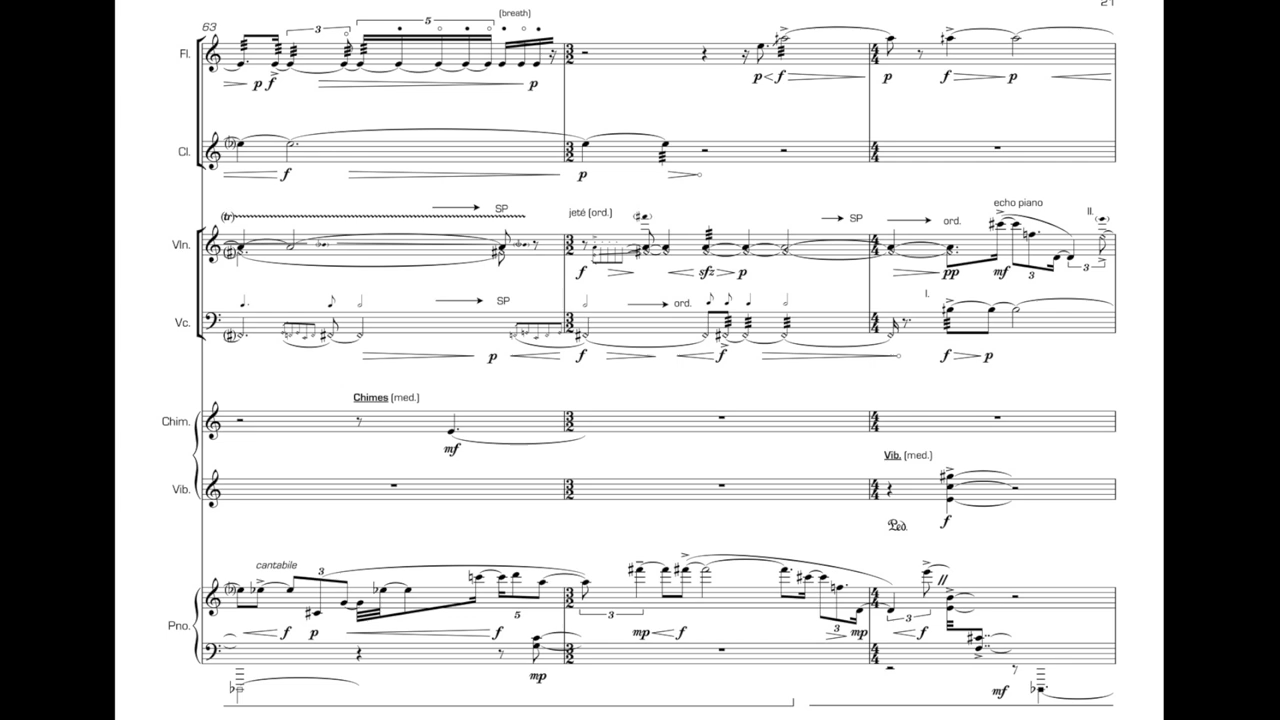 21
63
3
5
(breath)
Fl.
p f
p
p < f
p
f
p
Cl.
f
p
(tr)
SP
jeté (ord.)
SP
ord.
echo piano
II.
Vln.
f
sfz
p
pp
mf
3
3
SP
ord.
I.
Vc.
p
f
f
f
p
Chimes (med.)
Chim.
mf
Vib. (med.)
Vib.
Ped.
f
cantabile
3
5
3
3
3
Pno.
f
p
f
mp
f
mp
f
mp
mf